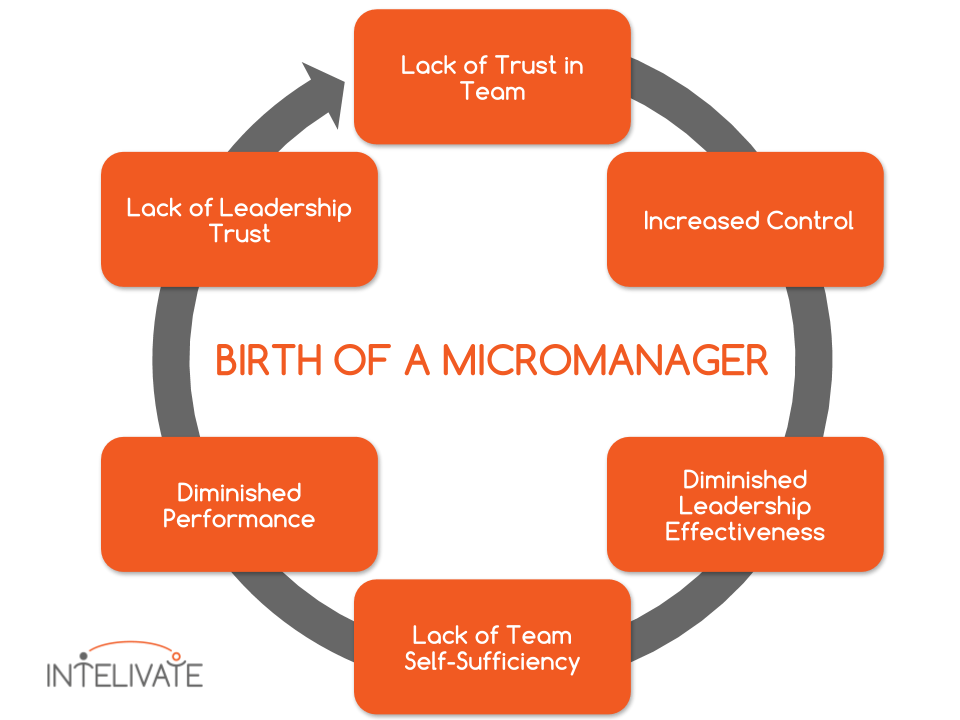 Lack of Trust in
Team
Increased Control
Diminished
Leadership
Effectiveness
Lack of Team
Self-Sufficiency
Diminished
Performance
Lack of Leadership
Trust
BIRTH OF A MICROMANAGER
INTELIVATE